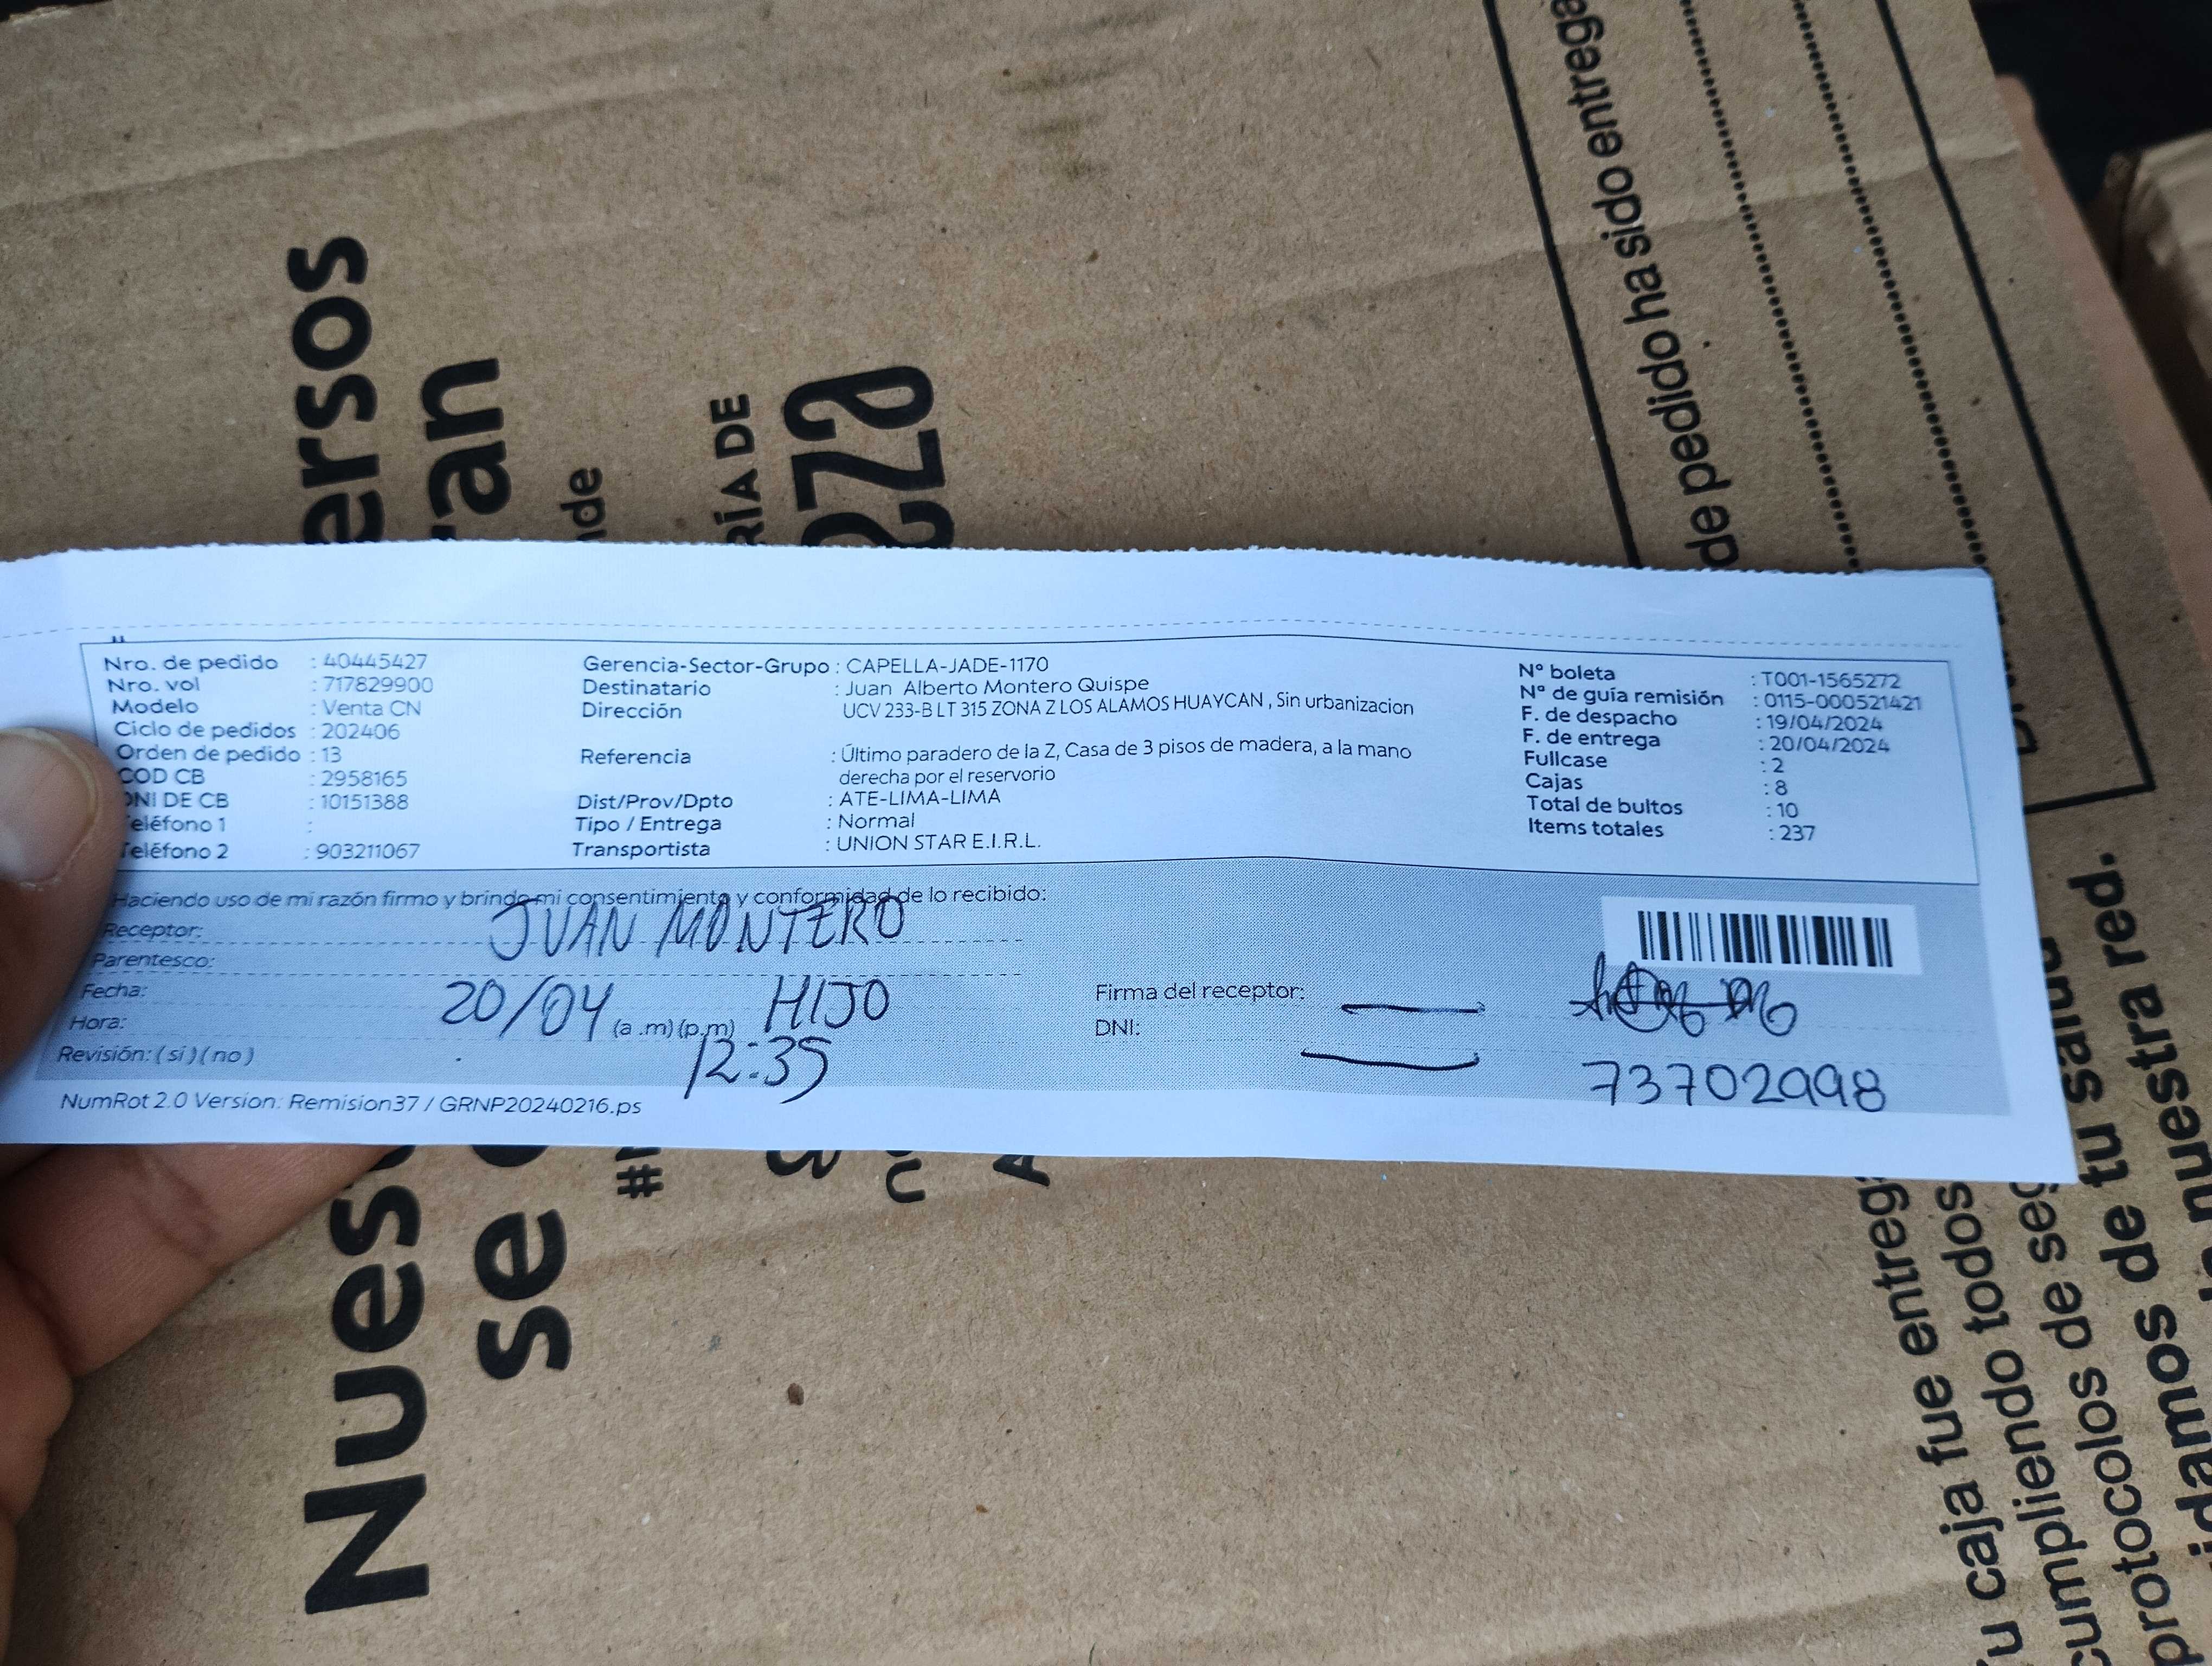 Nro. de pedido : 40445427
Nro. vol : 717829900
Modelo : Venta CN
Ciclo de pedidos : 202406
Orden de pedido : 13
COD CB : 2958165
DNI DE CB : 10151388
Teléfono 1 :
Teléfono 2 : 903211067
Gerencia-Sector-Grupo : CAPELLA-JADE-1170
Destinatario : Juan Alberto Montero Quispe
Dirección UCV 233-B LT 315 ZONA Z LOS ALAMOS HUAYCAN , Sin urbanizacion
Referencia : Último paradero de la Z, Casa de 3 pisos de madera, a la mano
derecha por el reservorio
Dist/Prov/Dpto : ATE-LIMA-LIMA
Tipo / Entrega : Normal
Transportista : UNION STAR E.I.R.L.
N° boleta : T001-1565272
N° de guía remisión : 0115-000521421
F. de despacho : 19/04/2024
F. de entrega : 20/04/2024
Fullcase : 2
Cajas : 8
Total de bultos : 10
Items totales : 237
Haciendo uso de mi razón firmo y brindo mi consentimiento y conformidad de lo recibido:
Receptor: JUAN MONTERO
Parentesco:
Fecha: 20/04 HIJO
Hora: (a .m) (p.m)
12:35
Revisión: ( si ) ( no )
Firma del receptor:
DNI: 73702998
NumRot 2.0 Version: Remision37 / GRNP20240216.ps
de pedido ha sido entrega
RÍA DE
se
caja fue entrega
cumpliendo todos
protocolos de seg
de tu salud
nuestra red.